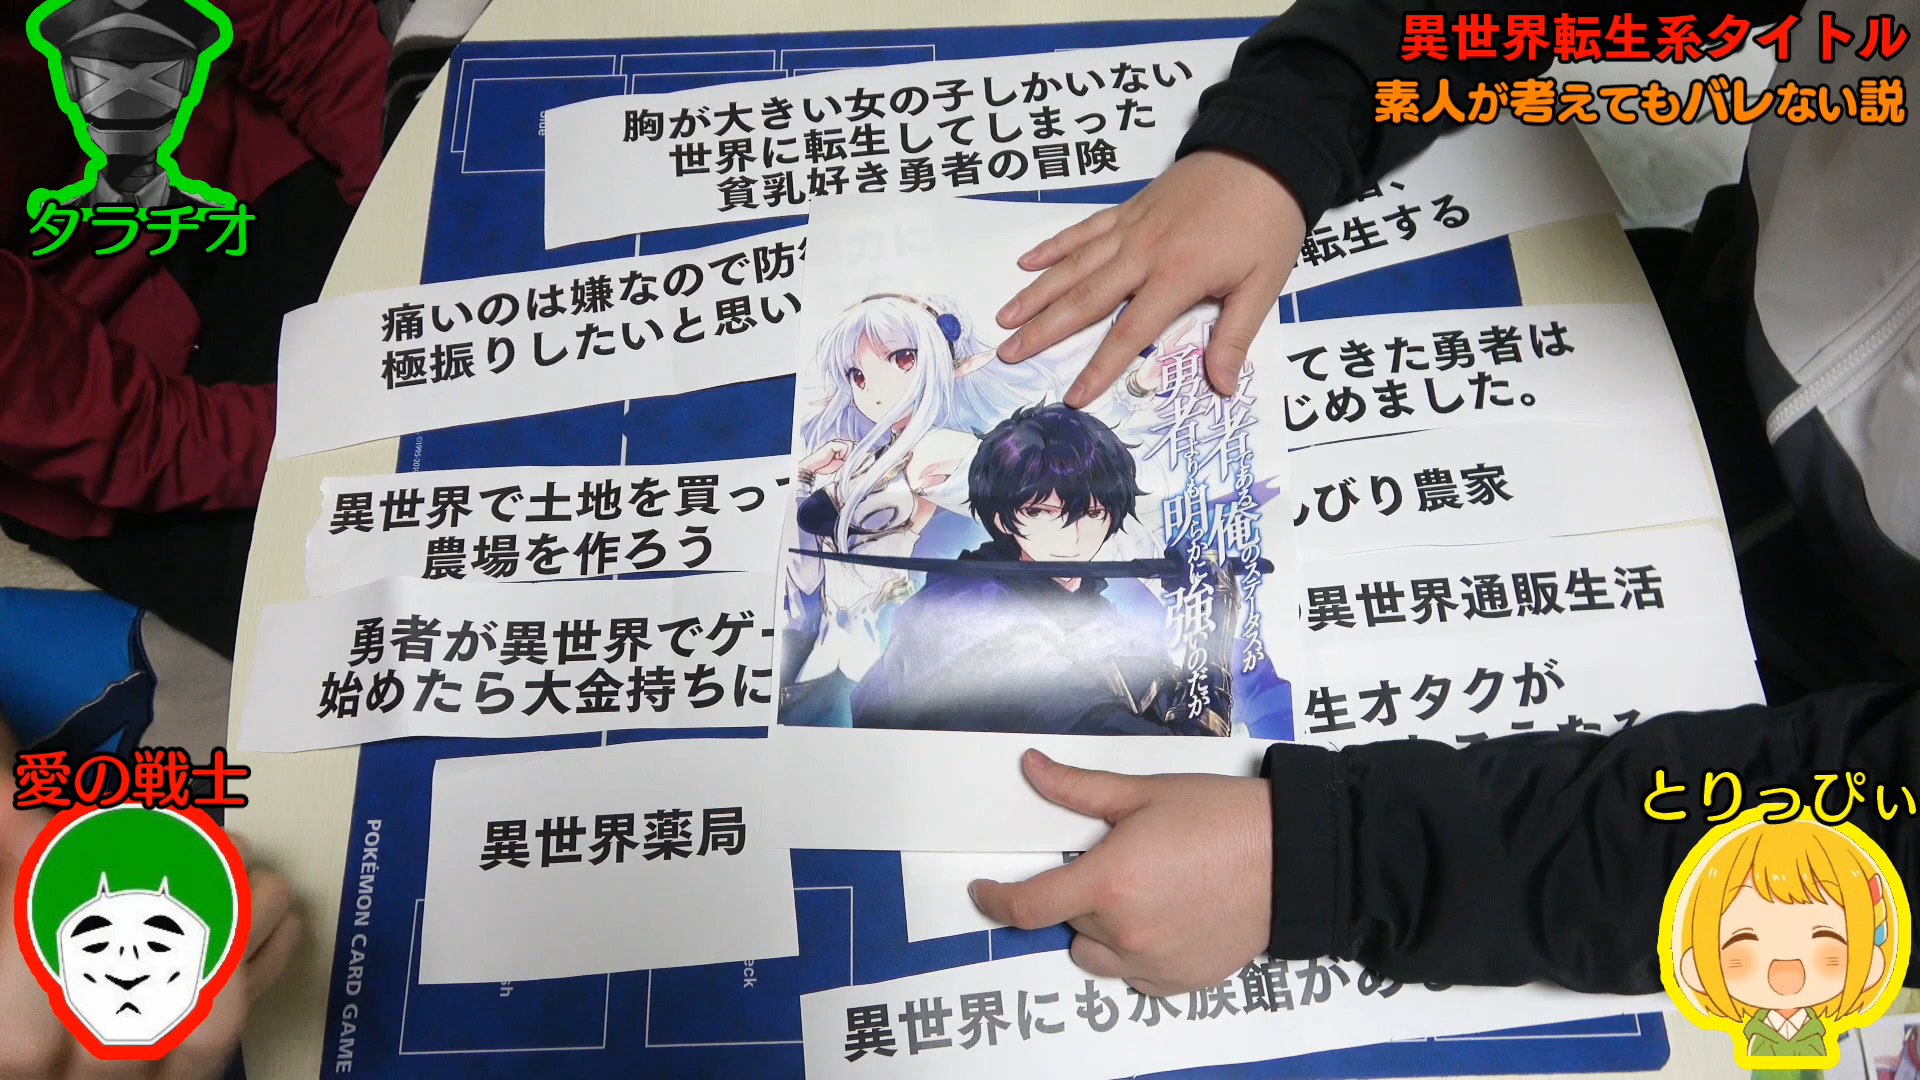 異世界転生系タイトル
素人が考えてもバレない説
タラチオ
胸が大きい女の子しかいない
世界に転生してしまった
貧乳好き勇者の冒険
転生する
痛いのは嫌なので防
極振りしたいと思い
てきた勇者は
じめました。
である俺のステータスが
勇者よりも明らかに強いのだが
異世界で土地を買っ
農場を作ろう
びり農家
異世界通販生活
勇者が異世界でゲー
始めたら大金持ちに
生オタクが
愛の戦士
とりっぴぃ
異世界薬局
異世界にも水族館があ
POKÉMON CARD GAME